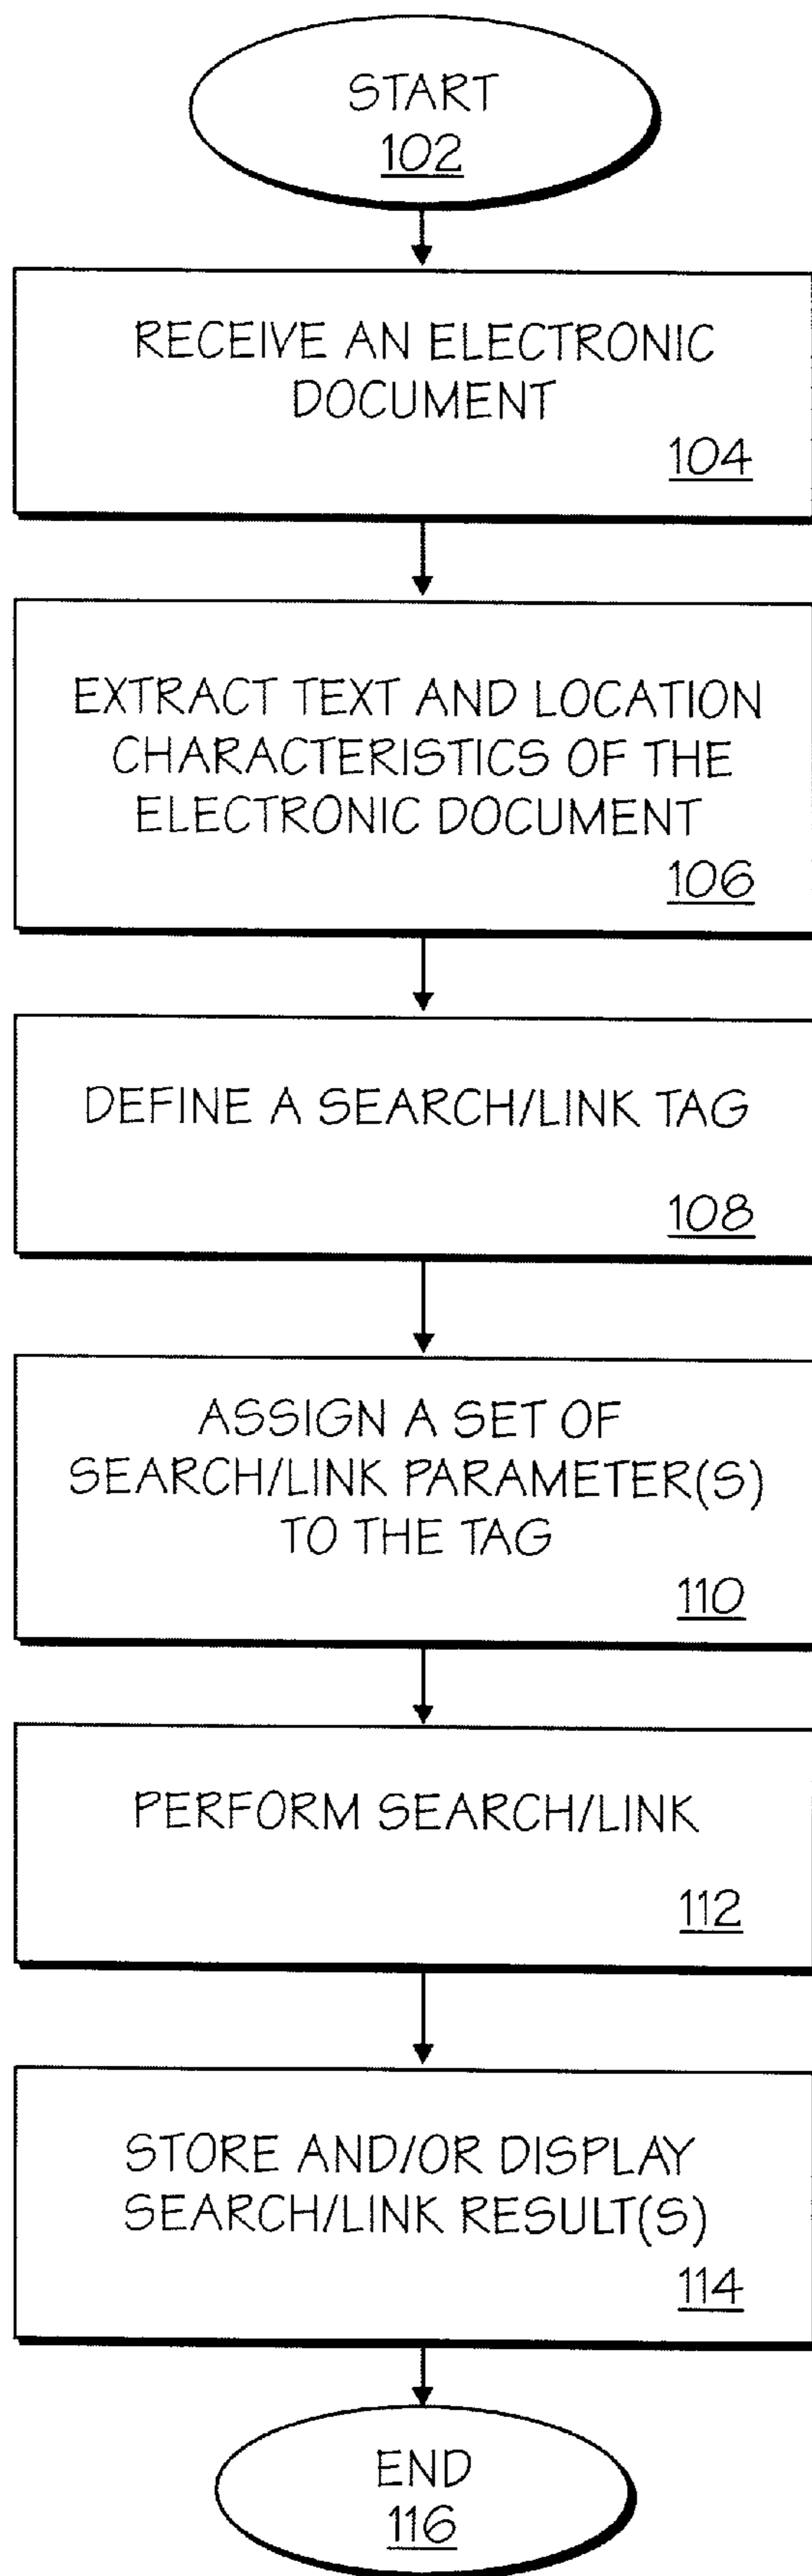 START
102
RECEIVE AN ELECTRONIC
DOCUMENT
104
EXTRACT TEXT AND LOCATION
CHARACTERISTICS OF THE
ELECTRONIC DOCUMENT
106
DEFINE A SEARCH/LINK TAG
108
ASSIGN A SET OF
SEARCH/LINK PARAMETER(S)
TO THE TAG
110
PERFORM SEARCH/LINK
112
STORE AND/OR DISPLAY
SEARCH/LINK RESULT(S)
114
END
116